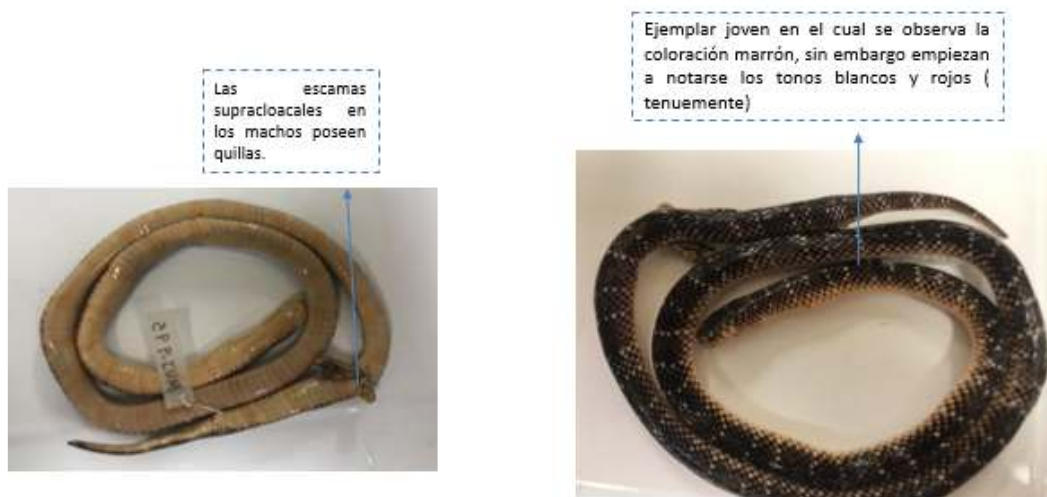 Ejemplar joven en el cual se observa la
coloración marrón, sin embargo empiezan
a notarse los tonos blancos y rojos (
tenuemente)
Las escamas
supracloacales en
los machos poseen
quillas.